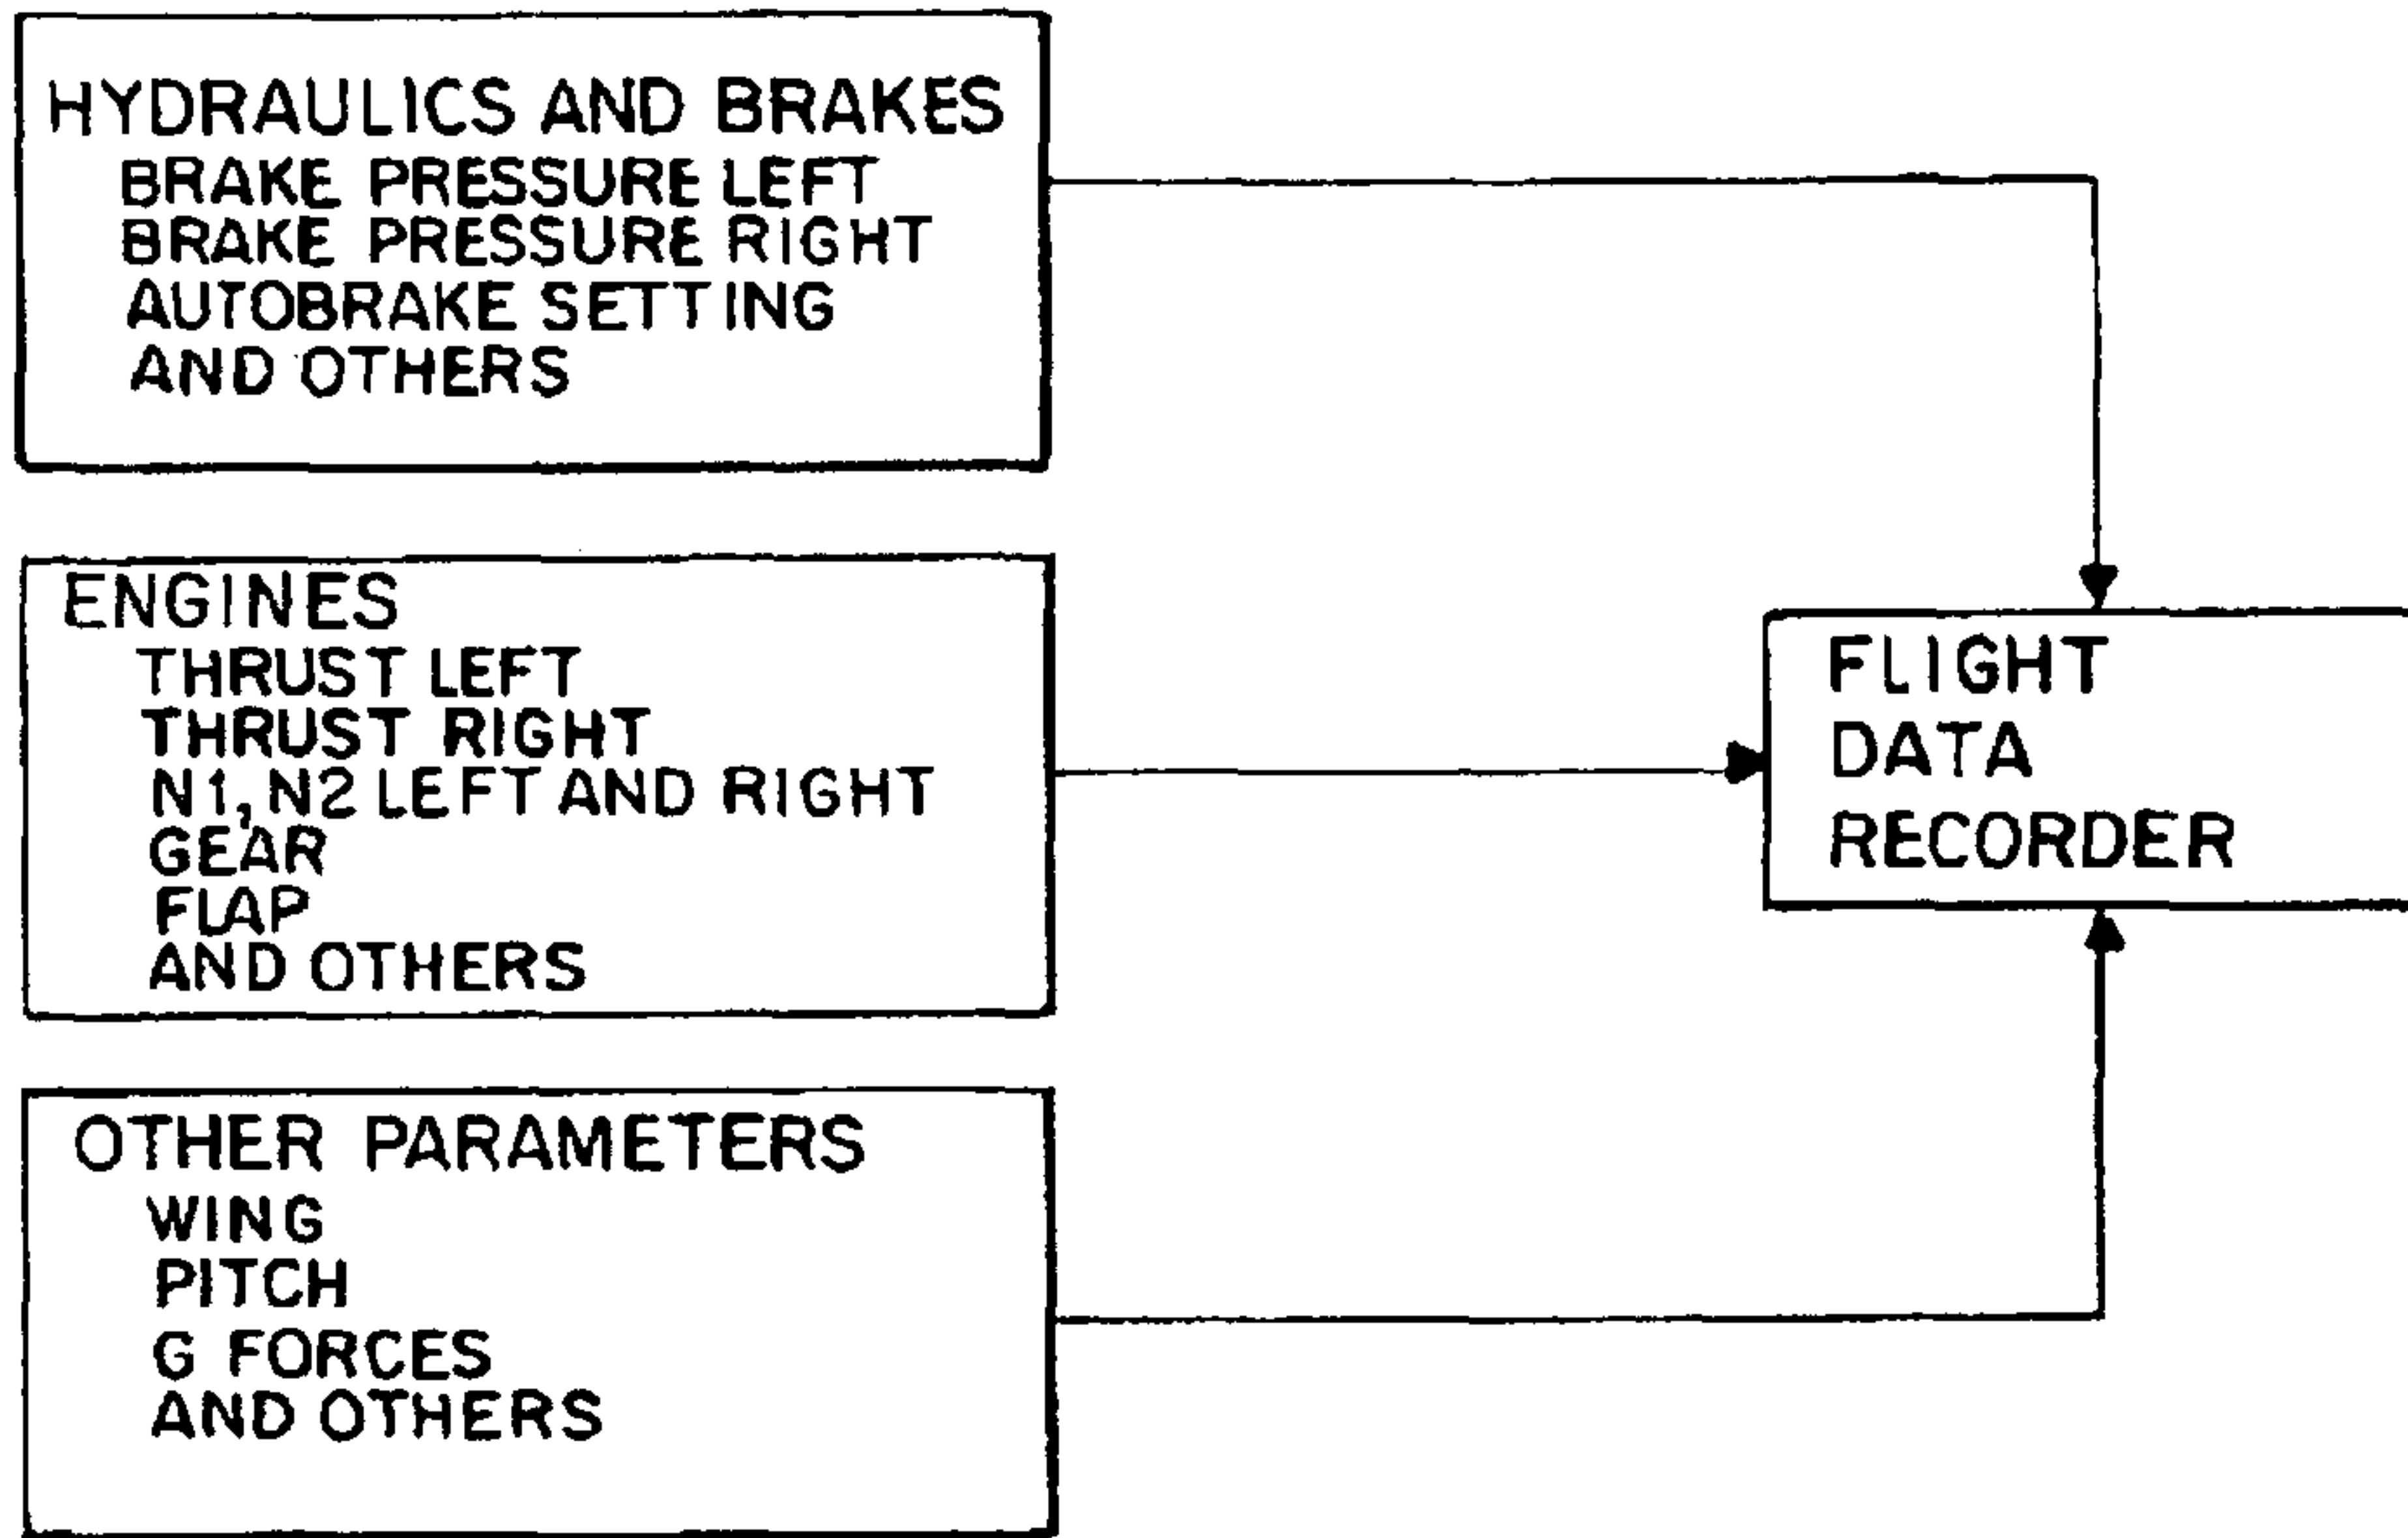 HYDRAULICS AND BRAKES
BRAKE PRESSURE LEFT
BRAKE PRESSURE RIGHT
AUTOBRAKE SETTING
AND OTHERS
ENGINES
THRUST LEFT
THRUST RIGHT
N1, N2 LEFT AND RIGHT
GEAR
FLAP
AND OTHERS
FLIGHT
DATA
RECORDER
OTHER PARAMETERS
WING
PITCH
G FORCES
AND OTHERS